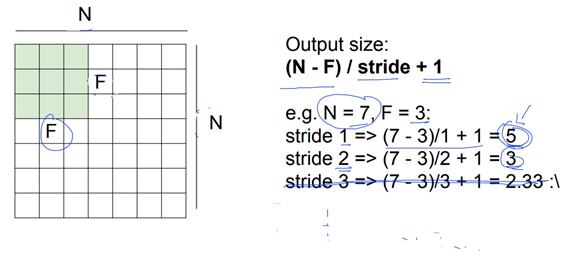 N
F
F
N
Output size:
(N - F) / stride + 1
e.g. N = 7, F = 3:
stride 1 => (7 - 3)/1 + 1 = 5
stride 2 => (7 - 3)/2 + 1 = 3
stride 3 => (7 - 3)/3 + 1 = 2.33 :\